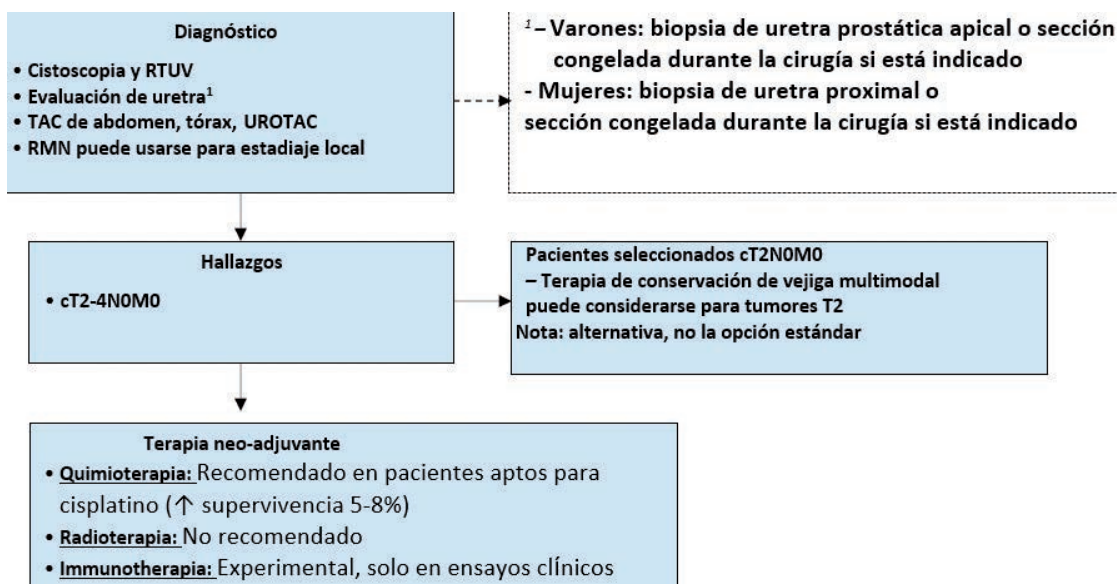 Diagnóstico
• Cistoscopia y RTUV
• Evaluación de uretra¹
• TAC de abdomen, tórax, UROTAC
• RMN puede usarse para estadiaje local
¹– Varones: biopsia de uretra prostática apical o sección
congelada durante la cirugía si está indicado
- Mujeres: biopsia de uretra proximal o
sección congelada durante la cirugía si está indicado
Hallazgos
• cT2-4N0M0
Pacientes seleccionados cT2N0M0
– Terapia de conservación de vejiga multimodal
puede considerarse para tumores T2
Nota: alternativa, no la opción estándar
Terapia neo-adjuvante
• Quimioterapia: Recomendado en pacientes aptos para
cisplatino (↑ supervivencia 5-8%)
• Radioterapia: No recomendado
• Immunotherapia: Experimental, solo en ensayos clínicos